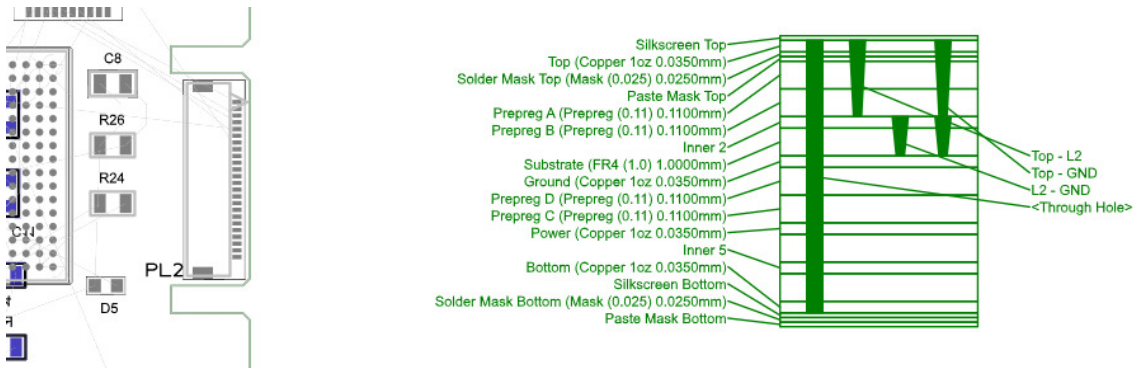 C8
R26
R24
C11
PL2
D5
Silkscreen Top
Top (Copper 1oz 0.0350mm)
Solder Mask Top (Mask (0.025) 0.0250mm)
Paste Mask Top
Prepreg A (Prepreg (0.11) 0.1100mm)
Prepreg B (Prepreg (0.11) 0.1100mm)
Inner 2
Substrate (FR4 (1.0) 1.0000mm)
Ground (Copper 1oz 0.0350mm)
Prepreg D (Prepreg (0.11) 0.1100mm)
Prepreg C (Prepreg (0.11) 0.1100mm)
Power (Copper 1oz 0.0350mm)
Inner 5
Bottom (Copper 1oz 0.0350mm)
Silkscreen Bottom
Solder Mask Bottom (Mask (0.025) 0.0250mm)
Paste Mask Bottom
Top - L2
Top - GND
L2 - GND
<Through Hole>